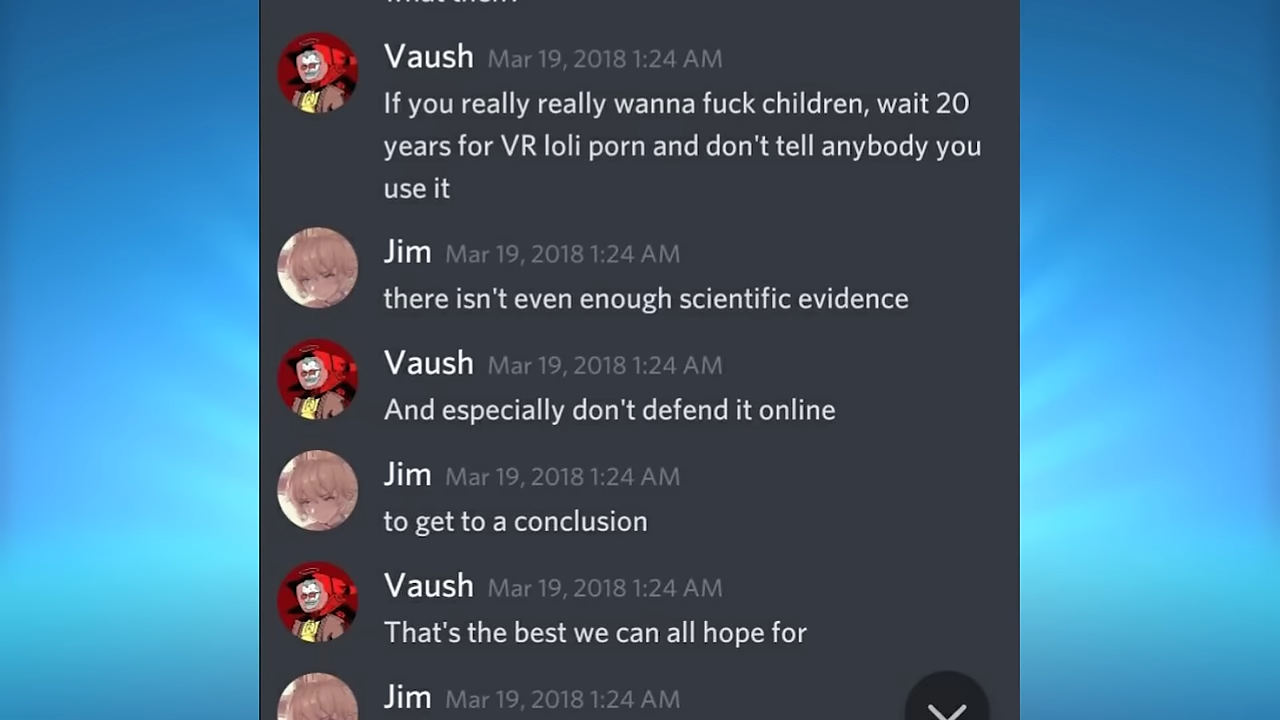 Vaush Mar 19, 2018 1:24 AM
If you really really wanna fuck children, wait 20
years for VR loli porn and don't tell anybody you
use it
Jim Mar 19, 2018 1:24 AM
there isn't even enough scientific evidence
Vaush Mar 19, 2018 1:24 AM
And especially don't defend it online
Jim Mar 19, 2018 1:24 AM
to get to a conclusion
Vaush Mar 19, 2018 1:24 AM
That's the best we can all hope for
Jim Mar 19, 2018 1:24 AM